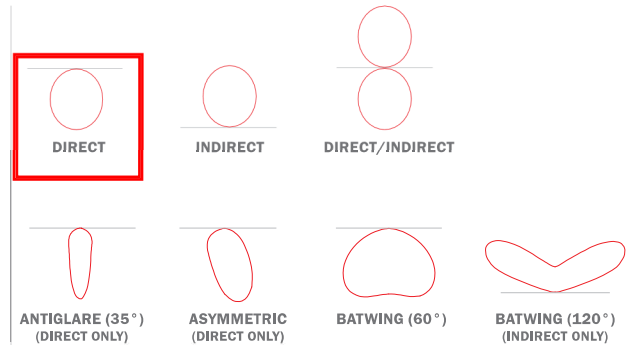 DIRECT
INDIRECT
DIRECT/INDIRECT
ANTIGLARE (35°)
(DIRECT ONLY)
ASYMMETRIC
(DIRECT ONLY)
BATWING (60°)
BATWING (120°)
(INDIRECT ONLY)